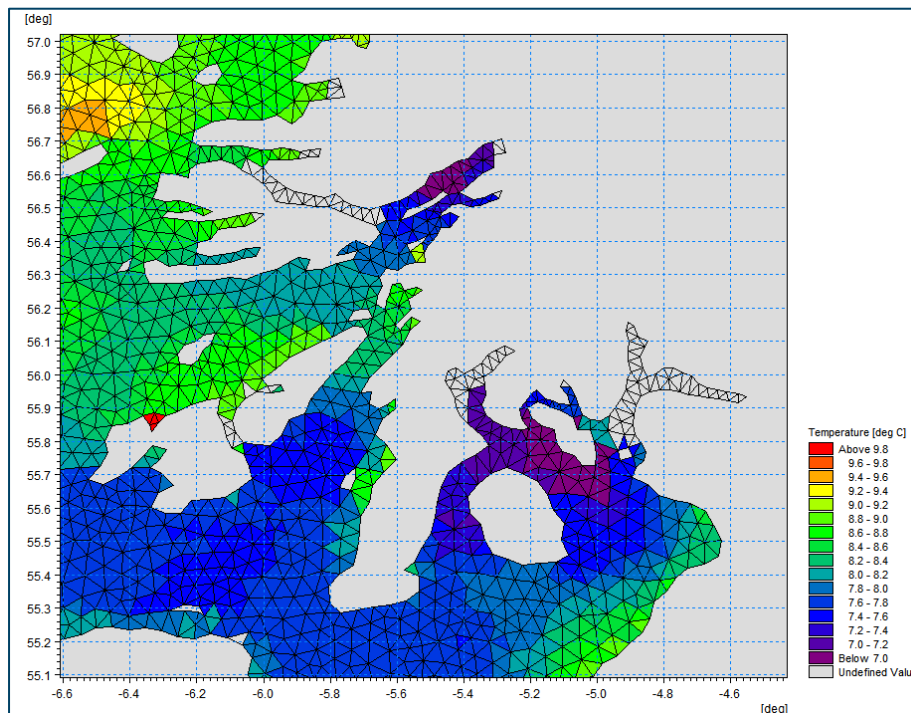 [deg]
57.0
56.9
56.8
56.7
56.6
56.5
56.4
56.3
56.2
56.1
56.0
55.9
55.8
55.7
55.6
55.5
55.4
55.3
55.2
55.1
-6.6 -6.4 -6.2 -6.0 -5.8 -5.6 -5.4 -5.2 -5.0 -4.8 -4.6
[deg]
Temperature [deg C]
Above 9.8
9.6 - 9.8
9.4 - 9.6
9.2 - 9.4
9.0 - 9.2
8.8 - 9.0
8.6 - 8.8
8.4 - 8.6
8.2 - 8.4
8.0 - 8.2
7.8 - 8.0
7.6 - 7.8
7.4 - 7.6
7.2 - 7.4
7.0 - 7.2
Below 7.0
Undefined Value